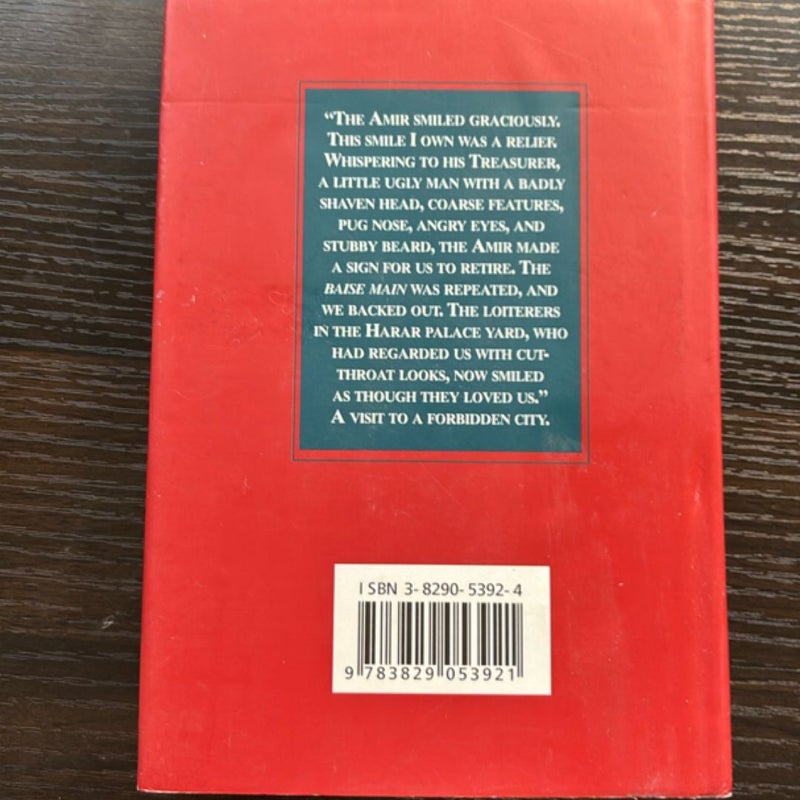 “THE AMIR SMILED GRACIOUSLY.
THIS SMILE I OWN WAS A RELIEF.
WHISPERING TO HIS TREASURER,
A LITTLE UGLY MAN WITH A BADLY
SHAVEN HEAD, COARSE FEATURES,
PUG NOSE, ANGRY EYES, AND
STUBBY BEARD, THE AMIR MADE
A SIGN FOR US TO RETIRE. THE
BAISE MAIN WAS REPEATED, AND
WE BACKED OUT. THE LOITERERS
IN THE HARAR PALACE YARD, WHO
HAD REGARDED US WITH CUT-
THROAT LOOKS, NOW SMILED
AS THOUGH THEY LOVED US.”
A VISIT TO A FORBIDDEN CITY.
ISBN 3-8290-5392-4
9 783829 053921